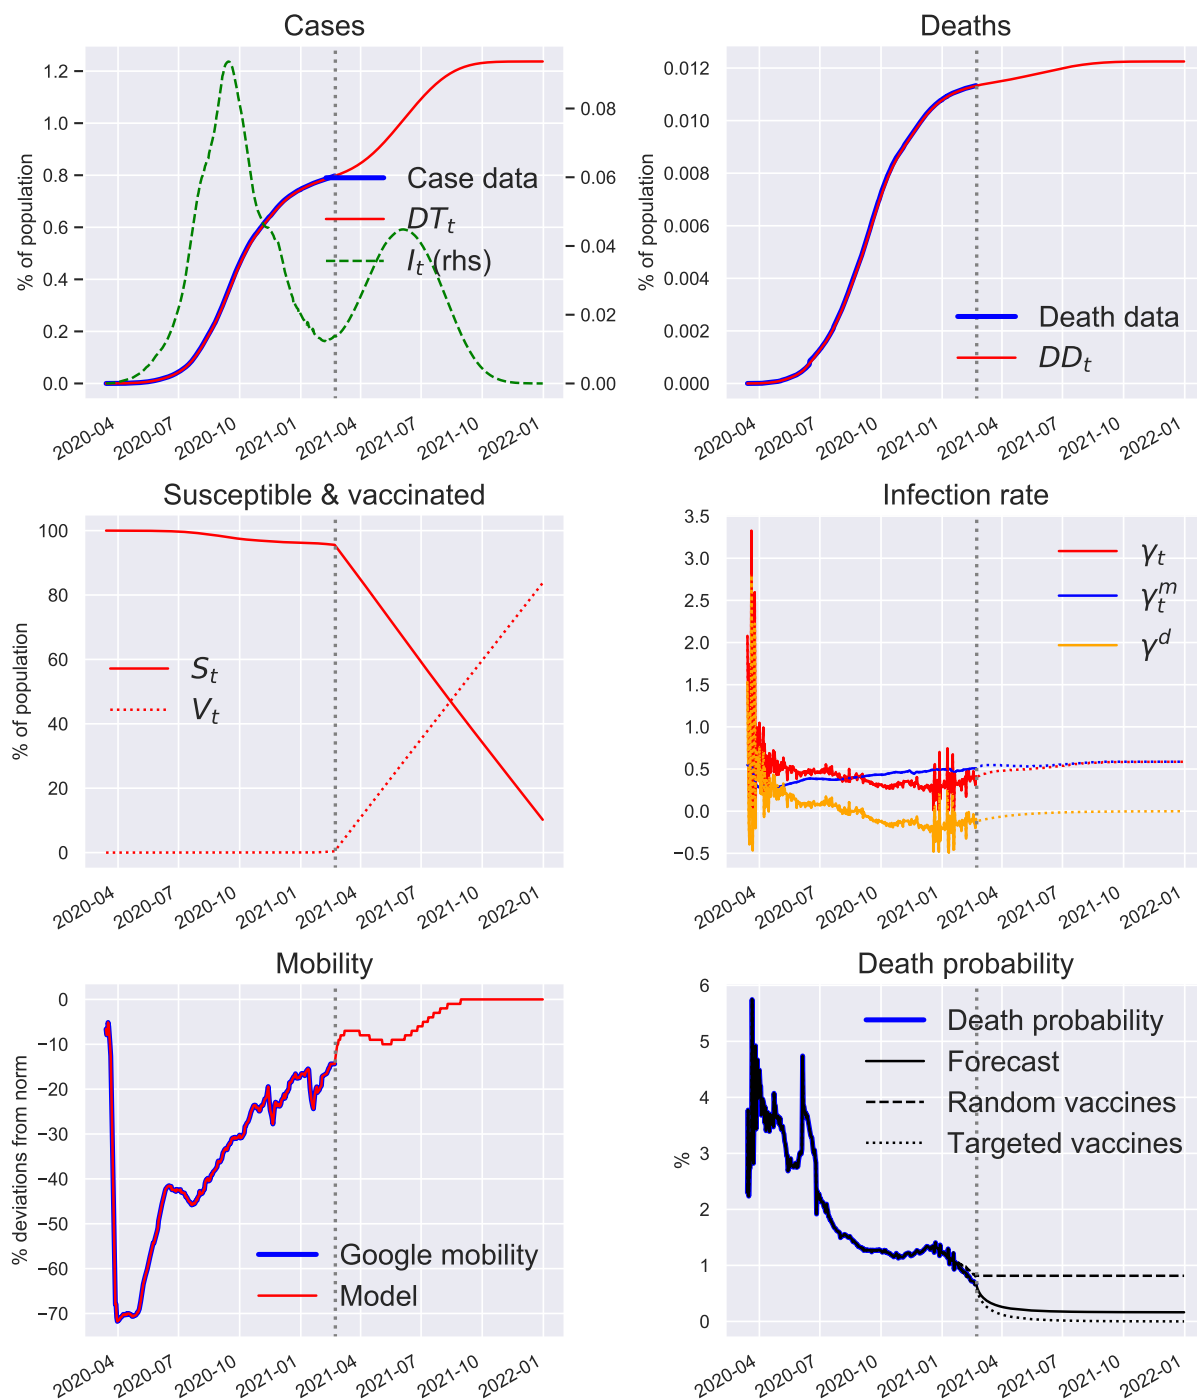 Cases
% of population
1.2
1.0
0.8
0.6
0.4
0.2
0.0
0.08
0.06
0.04
0.02
0.00
Case data
DT_t
I_t (rhs)
2020-04 2020-07 2020-10 2021-01 2021-04 2021-07 2021-10 2022-01
Deaths
% of population
0.012
0.010
0.008
0.006
0.004
0.002
0.000
Death data
DD_t
2020-04 2020-07 2020-10 2021-01 2021-04 2021-07 2021-10 2022-01
Susceptible & vaccinated
% of population
100
80
60
40
20
0
S_t
V_t
2020-04 2020-07 2020-10 2021-01 2021-04 2021-07 2021-10 2022-01
Infection rate
3.5
3.0
2.5
2.0
1.5
1.0
0.5
0.0
−0.5
γ_t
γ_t^m
γ^d
2020-04 2020-07 2020-10 2021-01 2021-04 2021-07 2021-10 2022-01
Mobility
% deviations from norm
0
−10
−20
−30
−40
−50
−60
−70
Google mobility
Model
2020-04 2020-07 2020-10 2021-01 2021-04 2021-07 2021-10 2022-01
Death probability
%
6
5
4
3
2
1
0
Death probability
Forecast
Random vaccines
Targeted vaccines
2020-04 2020-07 2020-10 2021-01 2021-04 2021-07 2021-10 2022-01